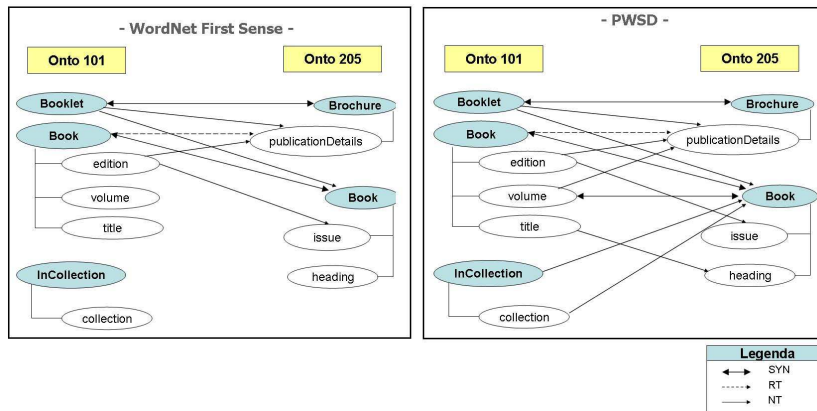 - WordNet First Sense -
Onto 101
Onto 205
Booklet
Brochure
Book
publicationDetails
edition
volume
Book
title
issue
InCollection
heading
collection
- PWSD -
Onto 101
Onto 205
Booklet
Brochure
Book
publicationDetails
edition
volume
Book
title
issue
InCollection
heading
collection
Legenda
SYN
RT
NT